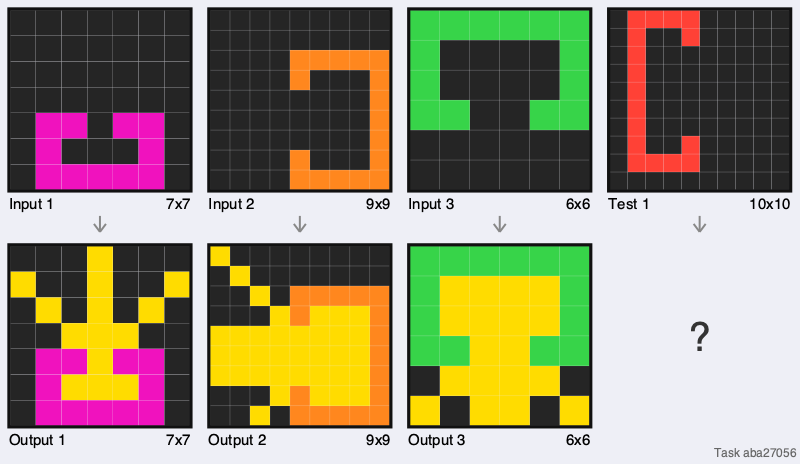 Input 1 7x7
Input 2 9x9
Input 3 6x6
Test 1 10x10
?
Output 1 7x7
Output 2 9x9
Output 3 6x6
Task aba27056